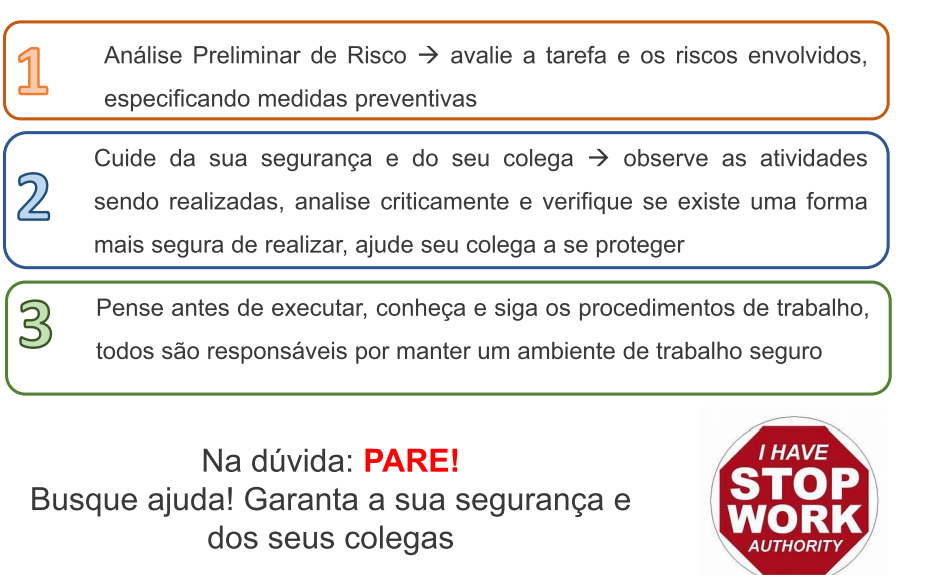 1
Análise Preliminar de Risco → avalie a tarefa e os riscos envolvidos,
especificando medidas preventivas
2
Cuide da sua segurança e do seu colega → observe as atividades
sendo realizadas, analise criticamente e verifique se existe uma forma
mais segura de realizar, ajude seu colega a se proteger
3
Pense antes de executar, conheça e siga os procedimentos de trabalho,
todos são responsáveis por manter um ambiente de trabalho seguro
Na dúvida: PARE!
Busque ajuda! Garanta a sua segurança e
dos seus colegas
I HAVE
STOP
WORK
AUTHORITY